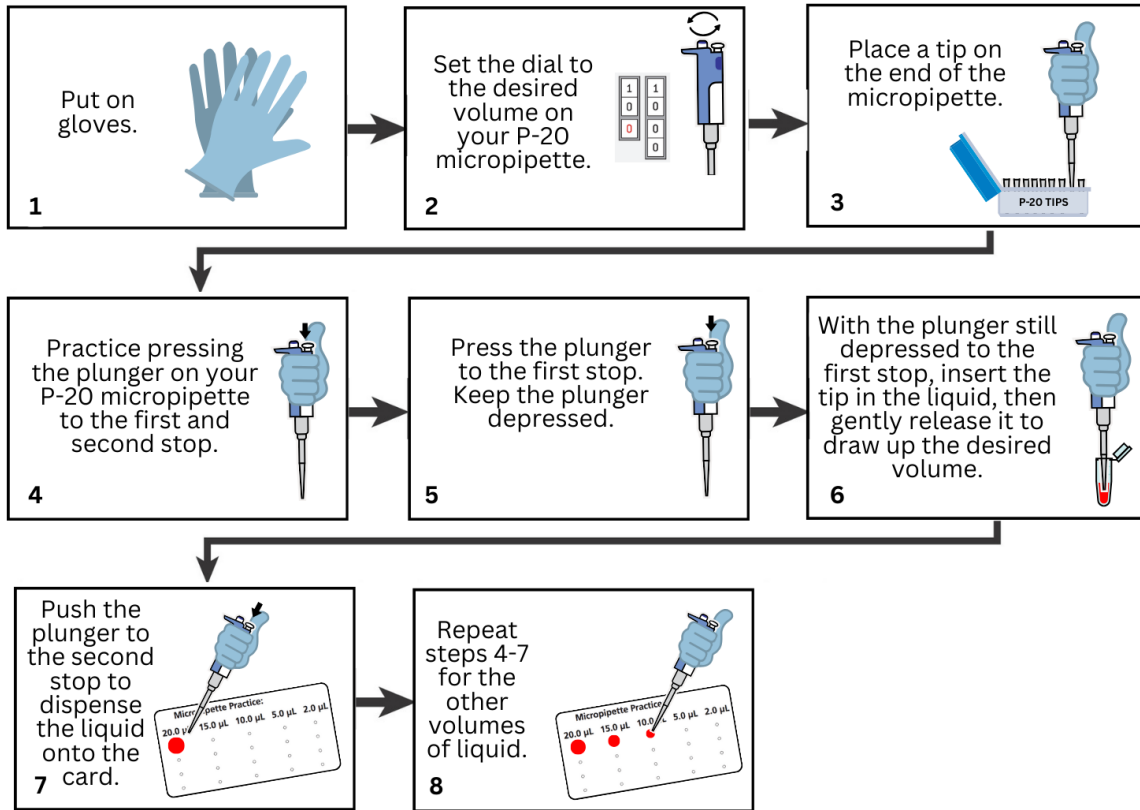 Put on
gloves.
1
Set the dial to
the desired
volume on
your P-20
micropipette.
1 1
0 0
0 0
0
2
Place a tip on
the end of the
micropipette.
P-20 TIPS
3
Practice pressing
the plunger on your
P-20 micropipette
to the first and
second stop.
4
Press the plunger
to the first stop.
Keep the plunger
depressed.
5
With the plunger still
depressed to the
first stop, insert the
tip in the liquid, then
gently release it to
draw up the desired
volume.
6
Push the
plunger to
the second
stop to
dispense
the liquid
onto the
card.
Micropipette Practice:
20.0 µL 15.0 µL 10.0 µL 5.0 µL 2.0 µL
7
Repeat
steps 4-7
for the
other
volumes
of liquid.
Micropipette Practice
20.0 µL 15.0 µL 10.0 5.0 µL 2.0 µL
8